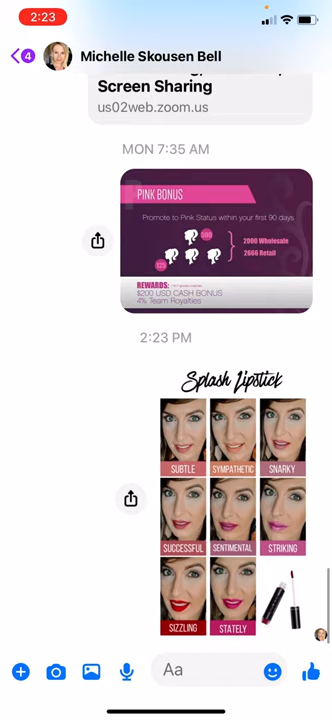 2:23
4
Michelle Skousen Bell
Screen Sharing
us02web.zoom.us
MON 7:35 AM
PINK BONUS
Promote to Pink Status within your first 90 days
500
2000 Wholesale
2666 Retail
175
REWARDS:
$200 USD CASH BONUS
4% Team Royalties
2:23 PM
Splash Lipstick
SUBTLE
SYMPATHETIC
SNARKY
SUCCESSFUL
SENTIMENTAL
STRIKING
SIZZLING
STATELY
Aa